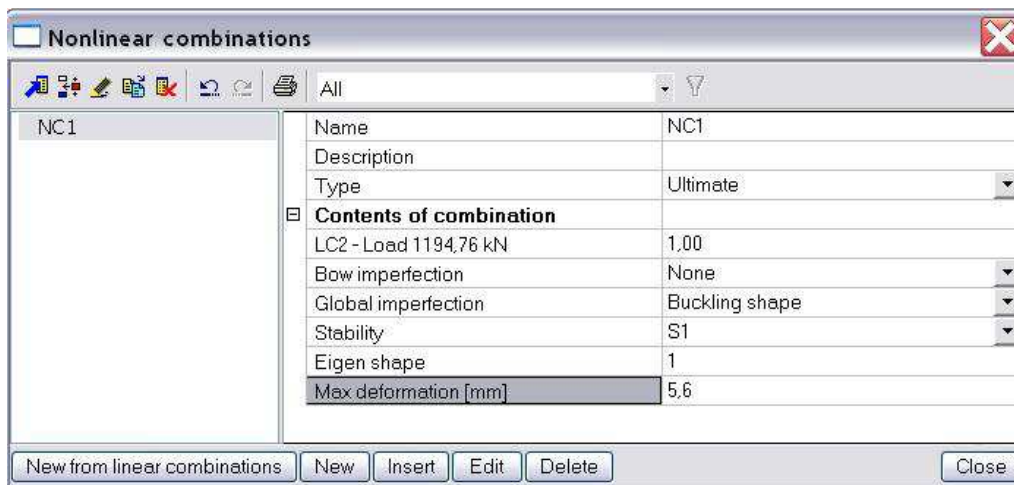 Nonlinear combinations
All
NC1
Name NC1
Description
Type Ultimate
Contents of combination
LC2 - Load 1194,76 kN 1,00
Bow imperfection None
Global imperfection Buckling shape
Stability S1
Eigen shape 1
Max deformation [mm] 5,6
New from linear combinations New Insert Edit Delete Close